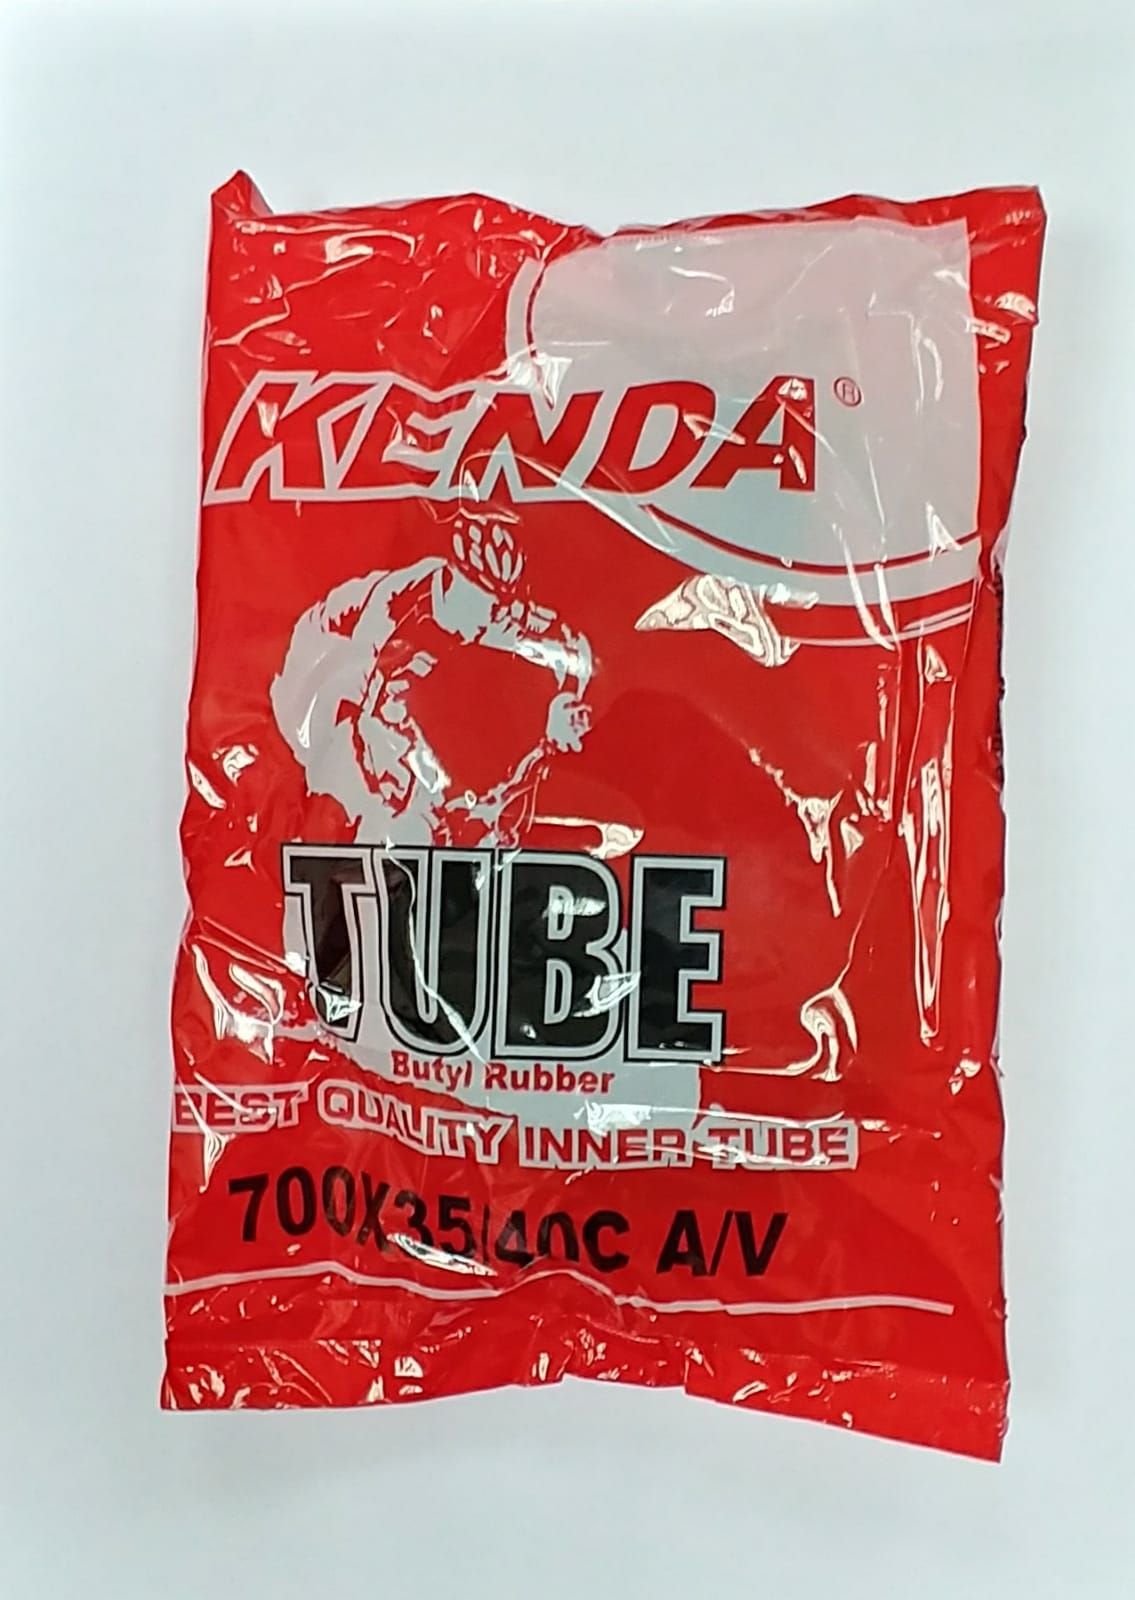 KENDA®
TUBE
Butyl Rubber
BEST QUALITY INNER TUBE
700X35/40C A/V